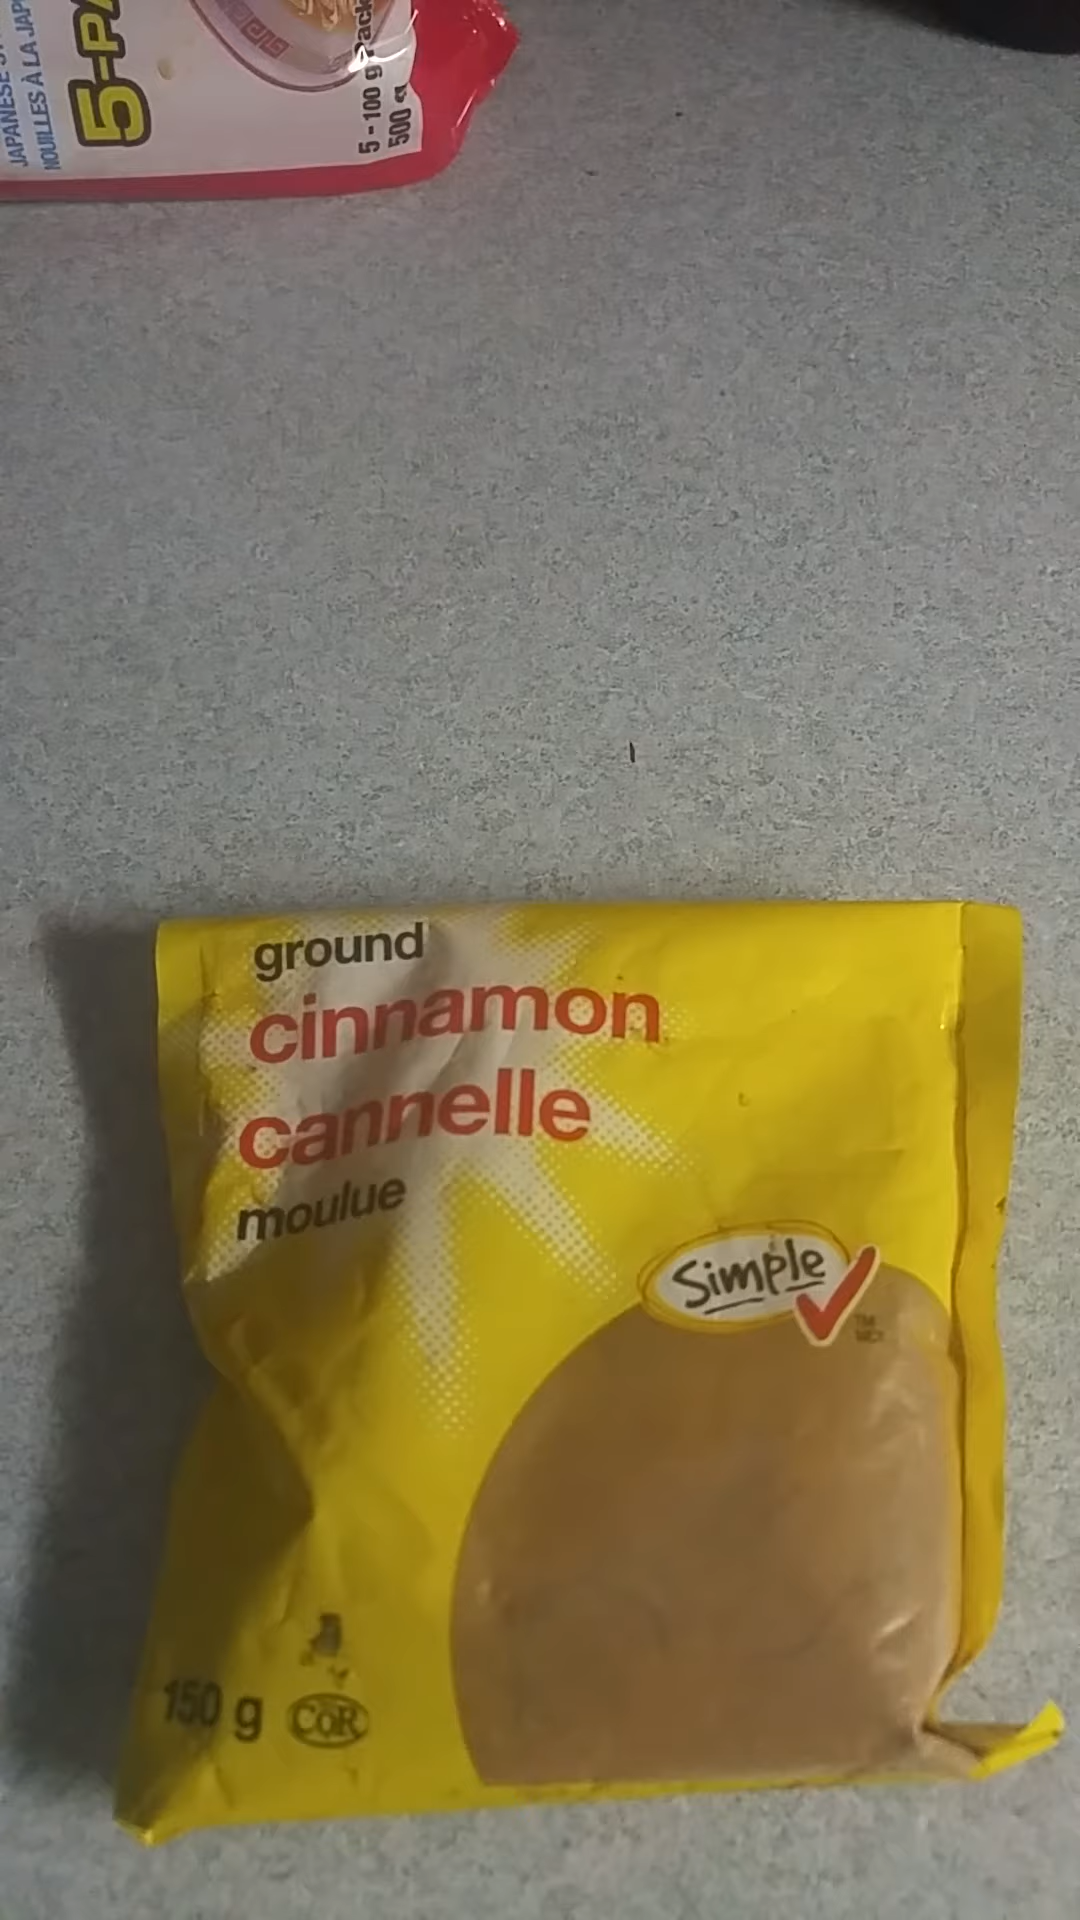 JAPANESE
NOUILLES À LA JAP
5-PA
5 - 100 g Pack
500 g
ground
cinnamon
cannelle
moulue
Simple
150 g
COR